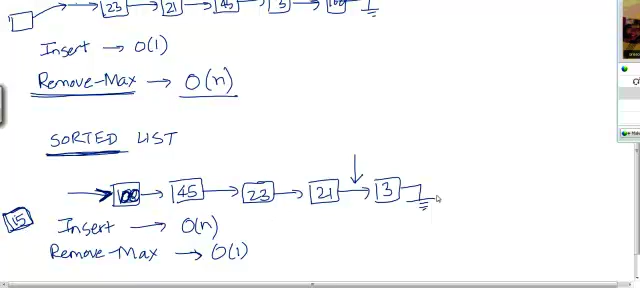 23 21 45 3 100
Insert → O(1)
Remove-Max → O(n)
SORTED LIST
100 → 45 → 23 → 21 → 3
15
Insert → O(n)
Remove-Max → O(1)